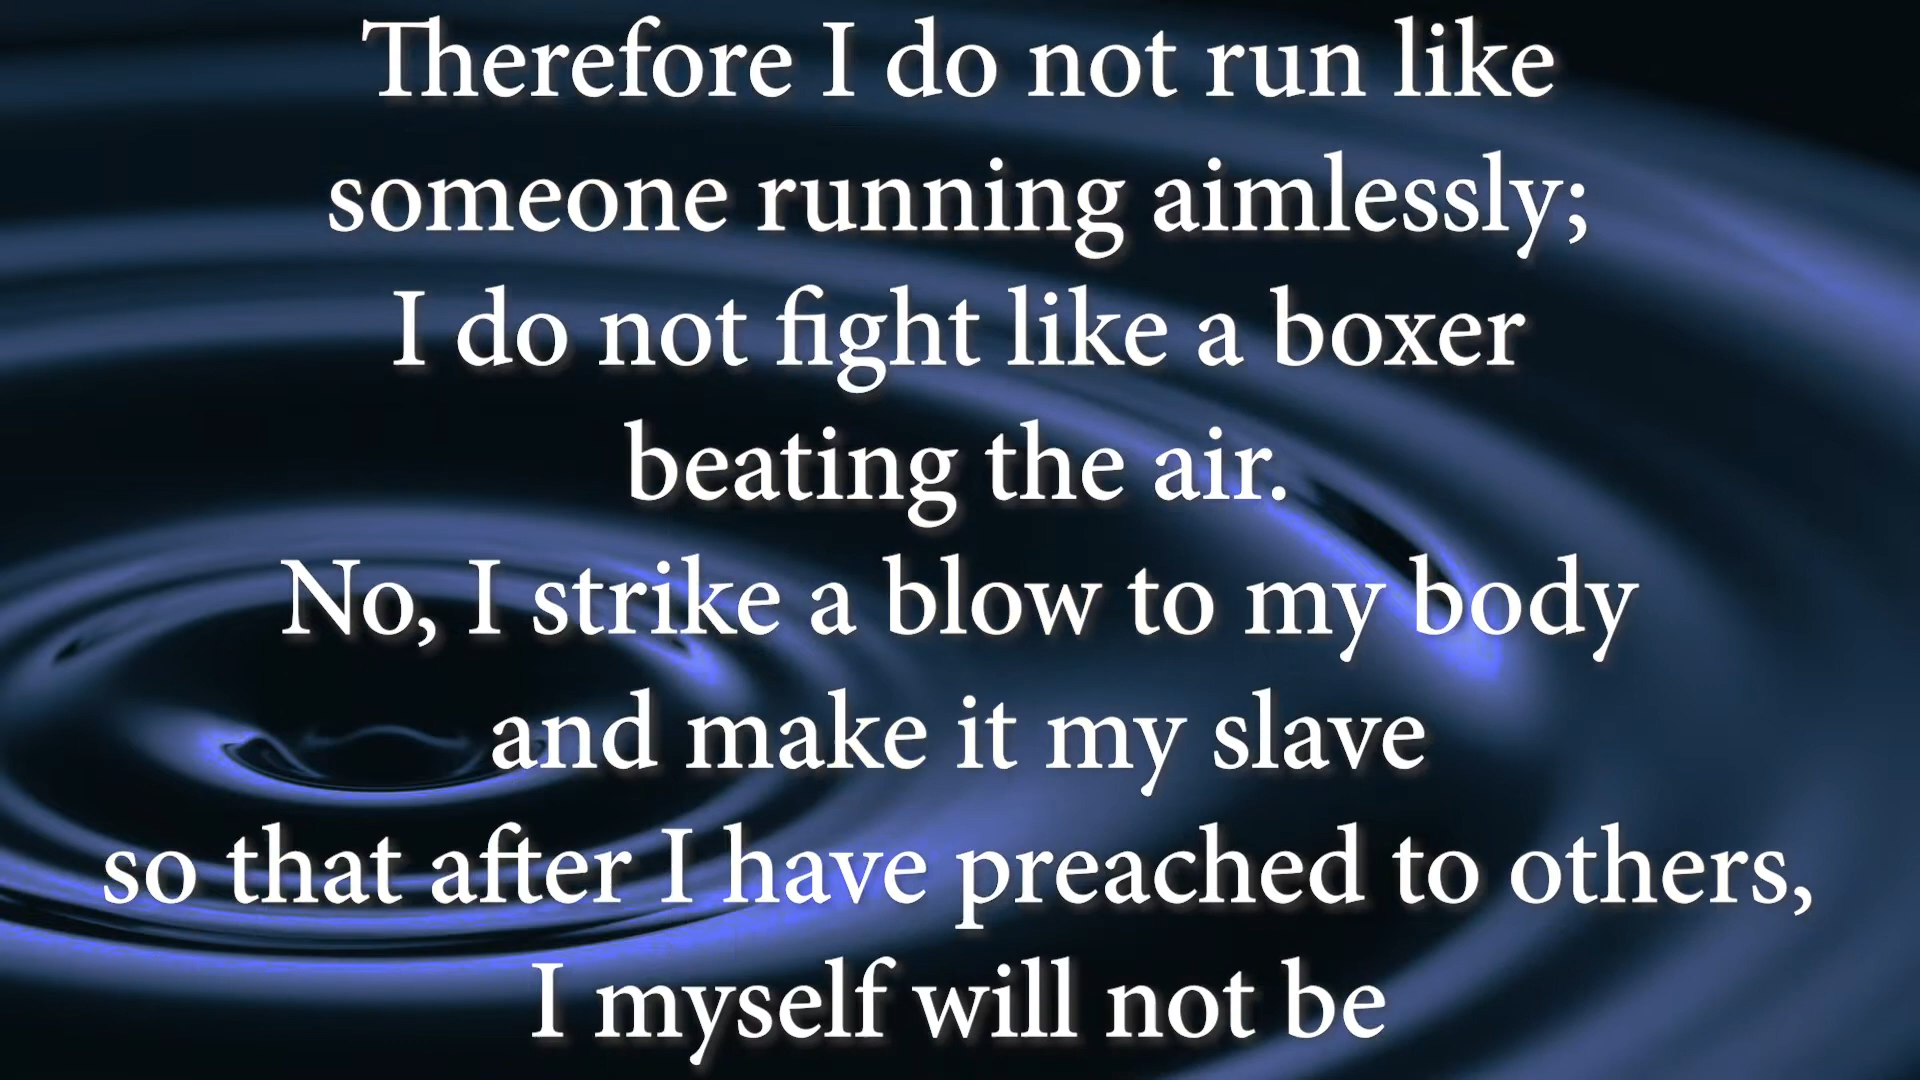 Therefore I do not run like
someone running aimlessly;
I do not fight like a boxer
beating the air.
No, I strike a blow to my body
and make it my slave
so that after I have preached to others,
I myself will not be